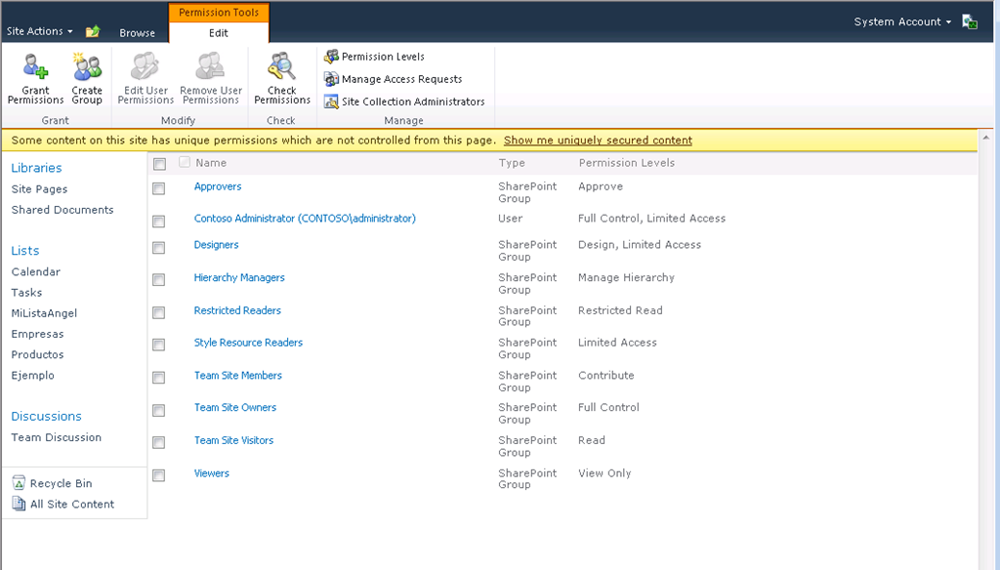 Permission Tools
Site Actions Browse Edit System Account
Grant Permissions
Create Group
Edit User Permissions
Remove User Permissions
Check Permissions
Permission Levels
Manage Access Requests
Site Collection Administrators
Grant Modify Check Manage
Some content on this site has unique permissions which are not controlled from this page. Show me uniquely secured content
Libraries
Site Pages
Shared Documents
Lists
Calendar
Tasks
MiListaAngel
Empresas
Productos
Ejemplo
Discussions
Team Discussion
Recycle Bin
All Site Content
Name Type Permission Levels
Approvers SharePoint Group Approve
Contoso Administrator (CONTOSO\administrator) User Full Control, Limited Access
Designers SharePoint Group Design, Limited Access
Hierarchy Managers SharePoint Group Manage Hierarchy
Restricted Readers SharePoint Group Restricted Read
Style Resource Readers SharePoint Group Limited Access
Team Site Members SharePoint Group Contribute
Team Site Owners SharePoint Group Full Control
Team Site Visitors SharePoint Group Read
Viewers SharePoint Group View Only